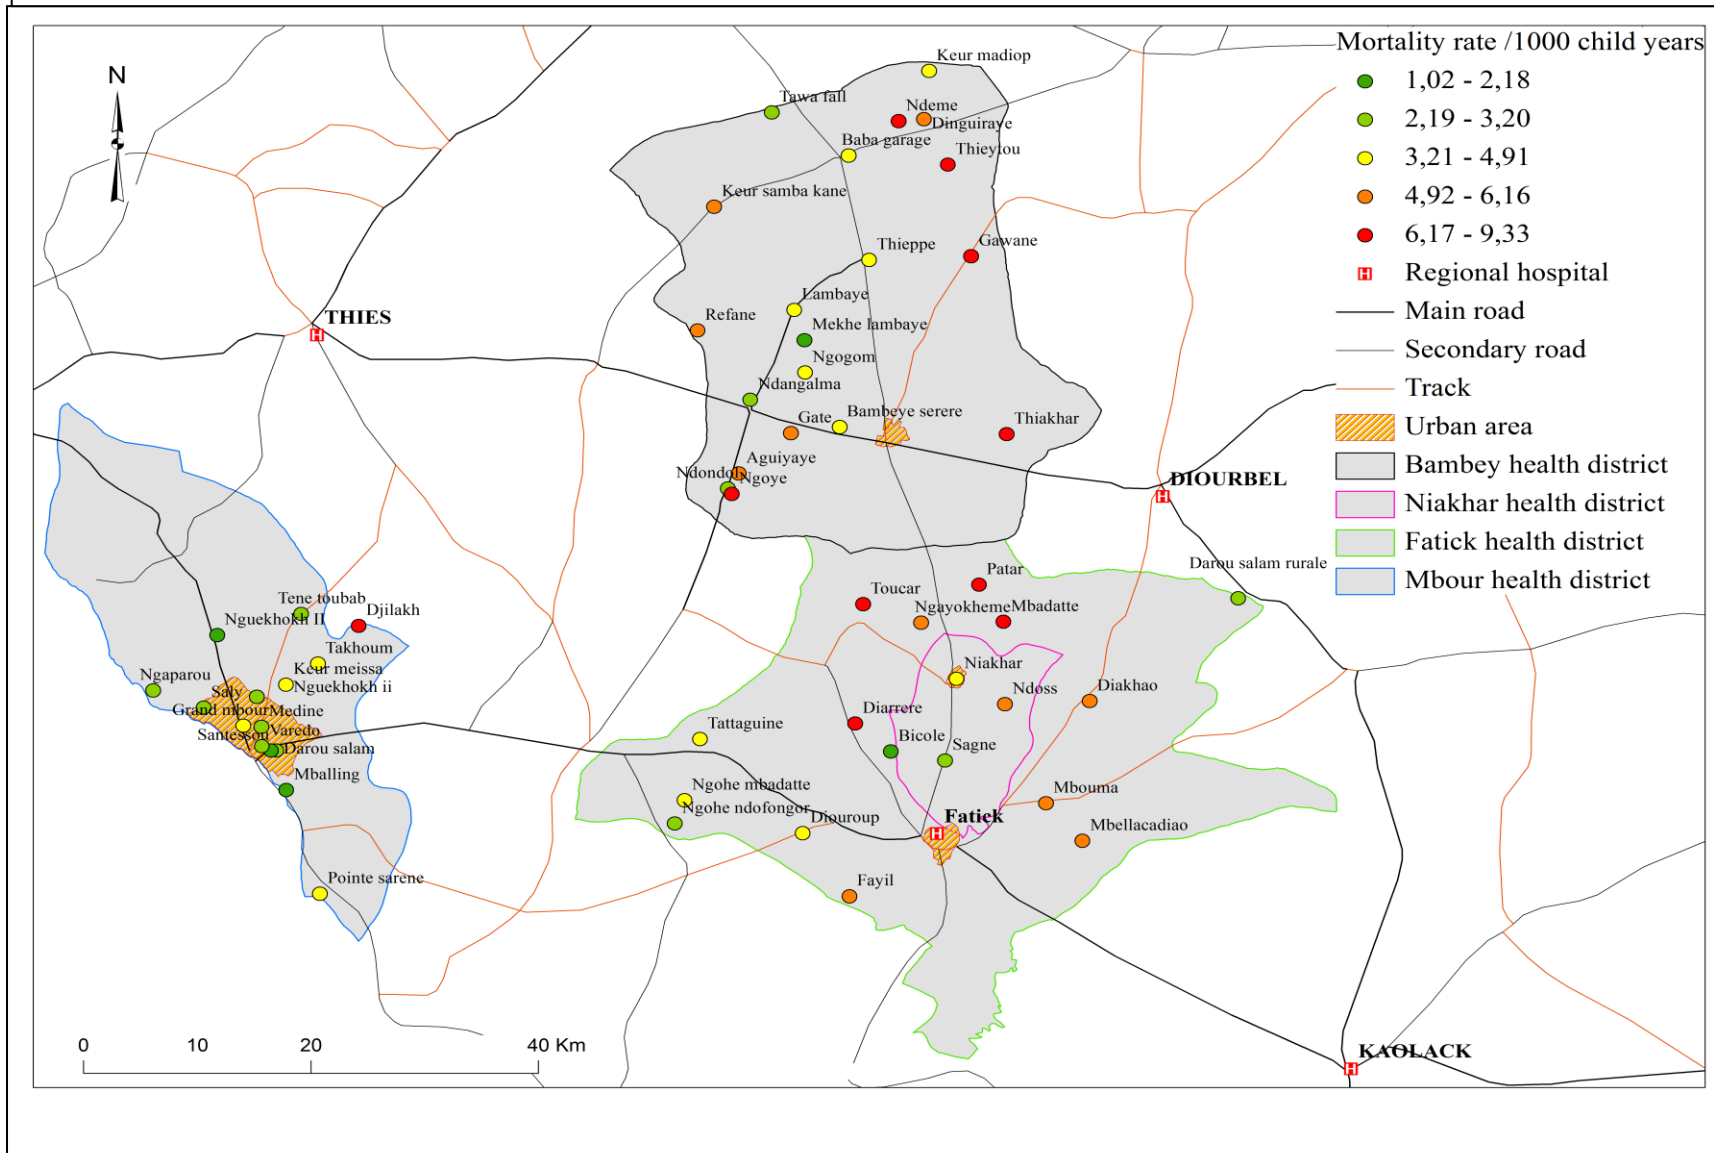 N
Keur madiop
Tawa fall
Ndeme
Dinguiraye
Baba garage
Thieytou
Keur samba kane
Thieppe
Gawane
Lambaye
Refane
Mekhe lambaye
Ngogom
Ndangalma
Gate
Bambeye serere
Thiakhar
Aguiyaye
Ndondol
Ngoye
THIES
DIOURBEL
Darou salam rurale
Patar
Toucar
Ngayokheme
Mbadatte
Niakhar
Ndoss
Diakhao
Diarrere
Bicole
Sagne
Tattaguine
Ngohe mbadatte
Ngohe ndofongor
Diouroup
Mbouma
Fatick
Mbellacadiao
Fayil
Tene toubab
Djilakh
Nguekhokh II
Takhoum
Keur meissa
Ngaparou
Nguekhokh ii
Saly
Grand mbour
Medine
Santessou
Varedo
Darou salam
Mballing
Pointe sarene
KAOLACK
H
H
H
H
0 10 20 40 Km
Mortality rate /1000 child years
1,02 - 2,18
2,19 - 3,20
3,21 - 4,91
4,92 - 6,16
6,17 - 9,33
H Regional hospital
Main road
Secondary road
Track
Urban area
Bambey health district
Niakhar health district
Fatick health district
Mbour health district